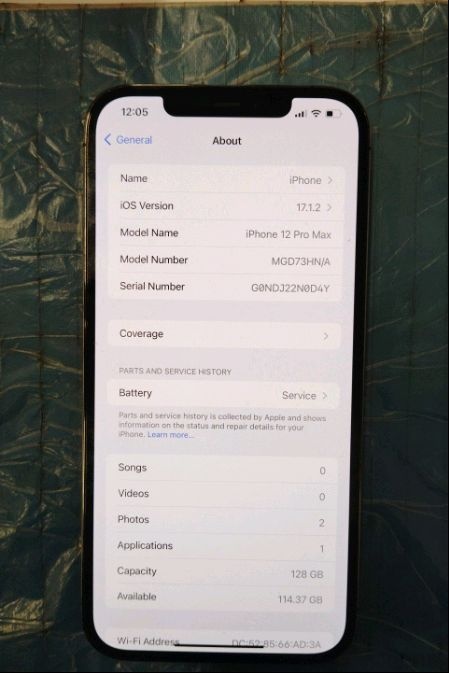 12:05
General
About
Name iPhone
iOS Version 17.1.2
Model Name iPhone 12 Pro Max
Model Number MGD73HN/A
Serial Number G0NDJ22N0D4Y
Coverage
PARTS AND SERVICE HISTORY
Battery Service
Parts and service history is collected by Apple and shows
information on the status and repair details for your
iPhone. Learn more...
Songs 0
Videos 0
Photos 2
Applications 1
Capacity 128 GB
Available 114.37 GB
Wi-Fi Address DC:52:85:66:AD:3A